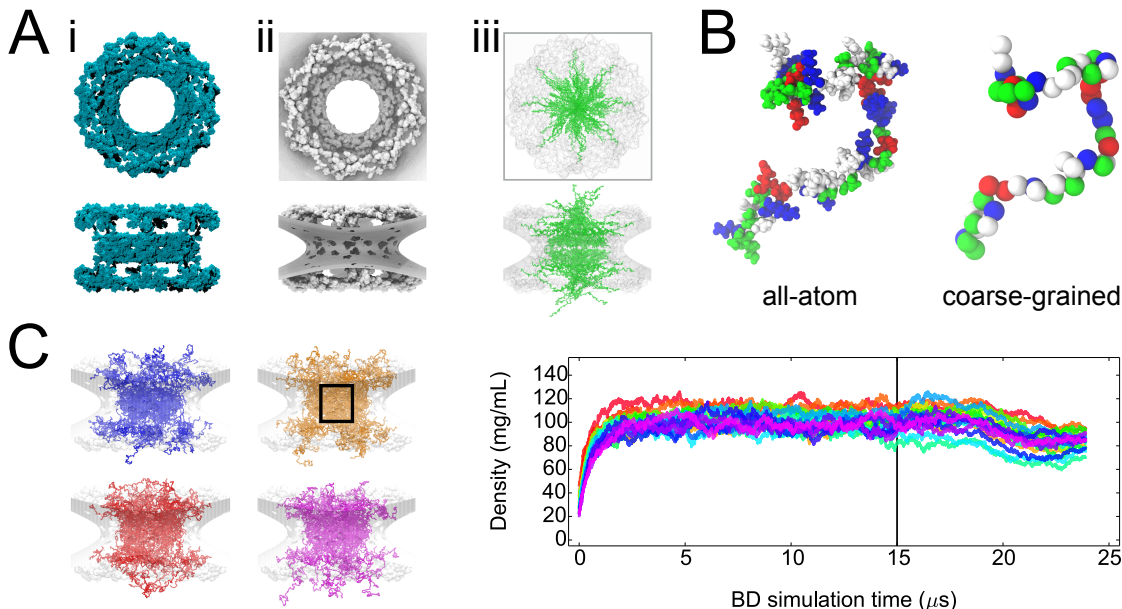 A i ii iii B
all-atom coarse-grained
C
140
120
100
80
60
40
20
0
Density (mg/mL)
0 5 10 15 20 25
BD simulation time (μs)